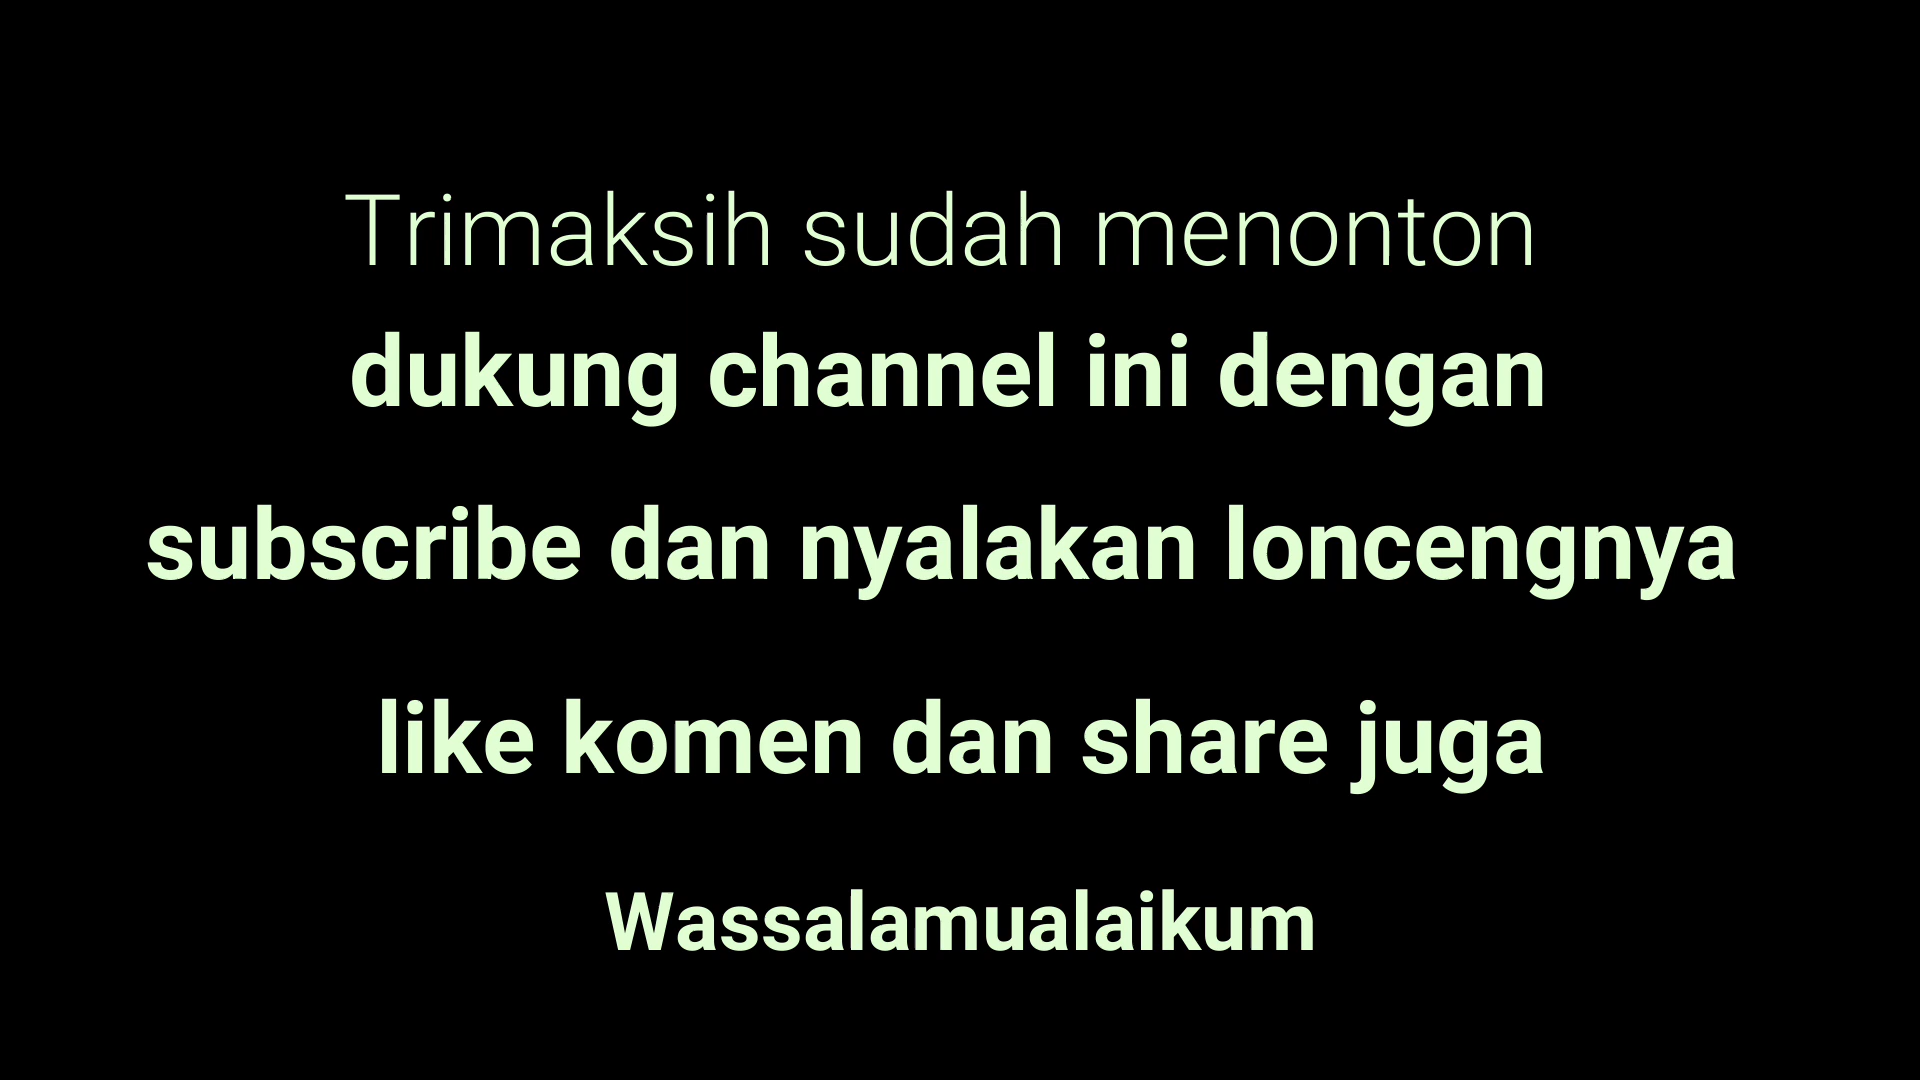 Trimaksih sudah menonton
dukung channel ini dengan
subscribe dan nyalakan loncengnya
like komen dan share juga
Wassalamualaikum